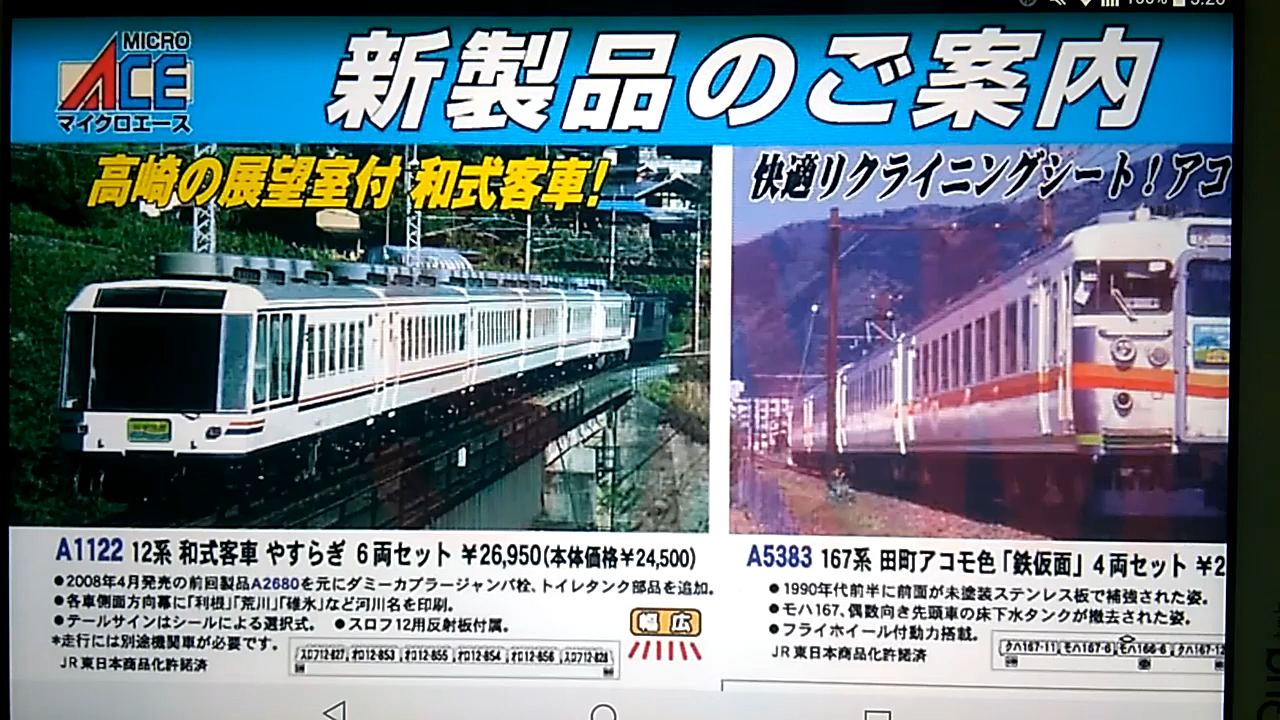 MICRO
ACE
マイクロエース
新製品のご案内
高崎の展望室付 和式客車!
快適リクライニングシート!アコ
A1122 12系 和式客車 やすらぎ 6両セット ¥26,950(本体価格¥24,500)
●2008年4月発売の前回製品A2680を元にダミーカプラージャンパ栓、トイレタンク部品を追加。
●各車側面方向幕に「利根」「荒川」「碓氷」など河川名を印刷。
●テールサインはシールによる選択式。 ●スロフ12用反射板付属。
*走行には別途機関車が必要です。
JR東日本商品化許諾済
スロフ12-827 オロ12-853 オロ12-855 オロ12-854 オロ12-856 スロフ12-828
幅広
A5383 167系 田町アコモ色「鉄仮面」4両セット ¥2
●1990年代前半に前面が未塗装ステンレス板で補強された姿。
●モハ167、偶数向き先頭車の床下水タンクが撤去された姿。
●フライホイール付動力搭載。
JR東日本商品化許諾済
クハ167-11 モハ167-6 モハ166-6 クハ167-12